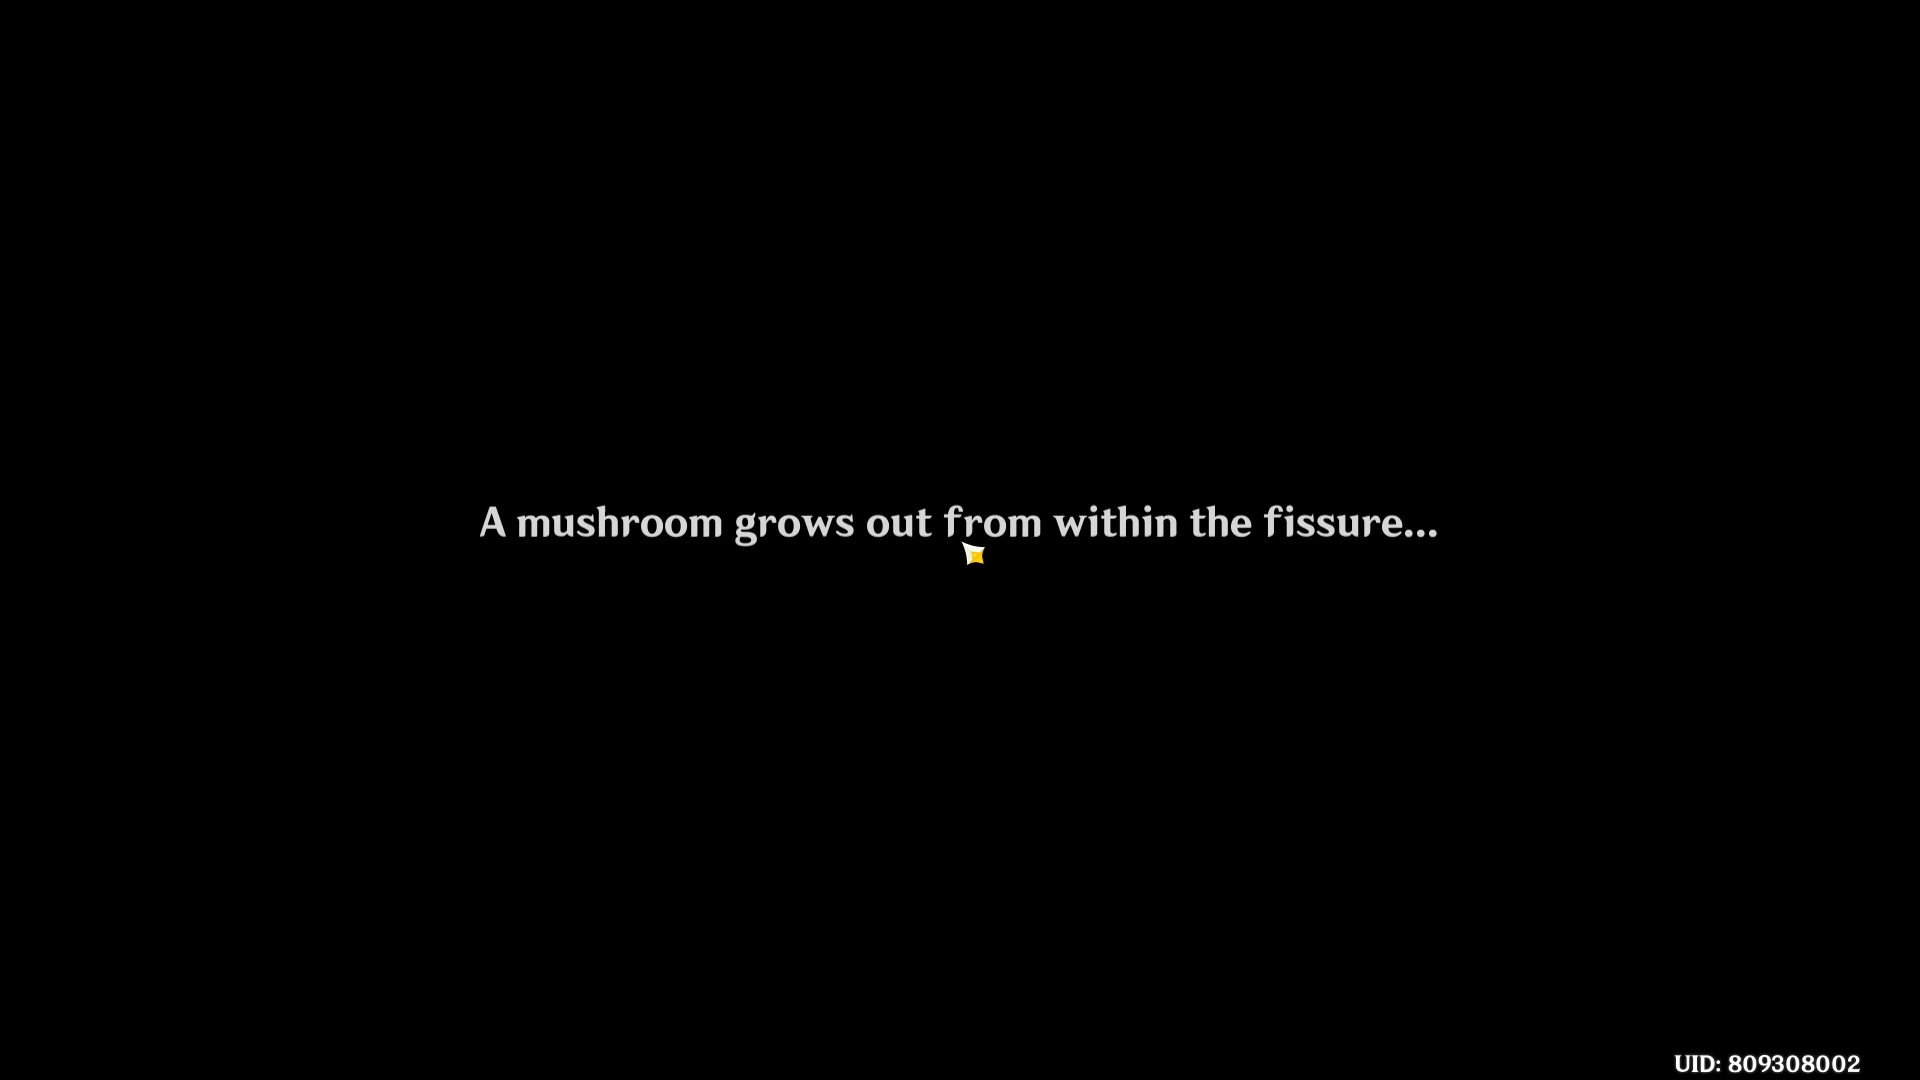 A mushroom grows out from within the fissure...
UID: 809308002